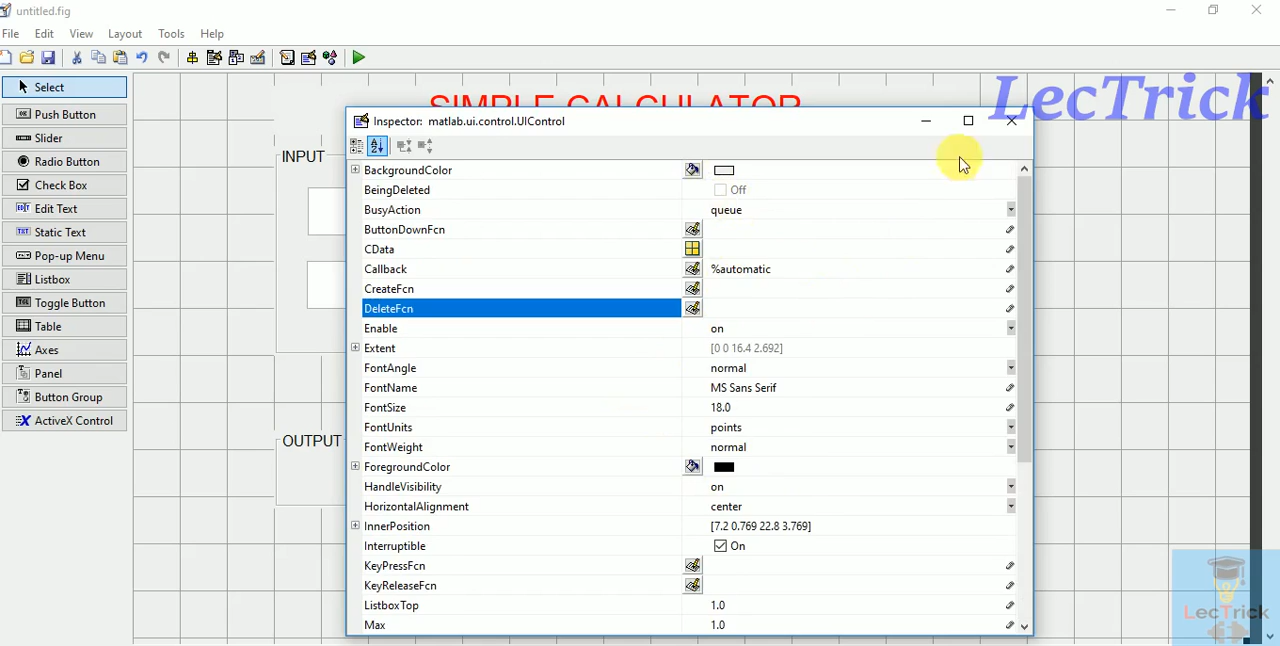 untitled.fig
File Edit View Layout Tools Help
LecTrick
Select
Push Button
Slider
Radio Button
Check Box
Edit Text
Static Text
Pop-up Menu
Listbox
Toggle Button
Table
Axes
Panel
Button Group
ActiveX Control
SIMPLE CALCULATOR
INPUT
OUTPUT
Inspector: matlab.ui.control.UIControl
BackgroundColor
BeingDeleted Off
BusyAction queue
ButtonDownFcn
CData
Callback %automatic
CreateFcn
DeleteFcn
Enable on
Extent [0 0 16.4 2.692]
FontAngle normal
FontName MS Sans Serif
FontSize 18.0
FontUnits points
FontWeight normal
ForegroundColor
HandleVisibility on
HorizontalAlignment center
InnerPosition [7.2 0.769 22.8 3.769]
Interruptible On
KeyPressFcn
KeyReleaseFcn
ListboxTop 1.0
Max 1.0
LecTrick